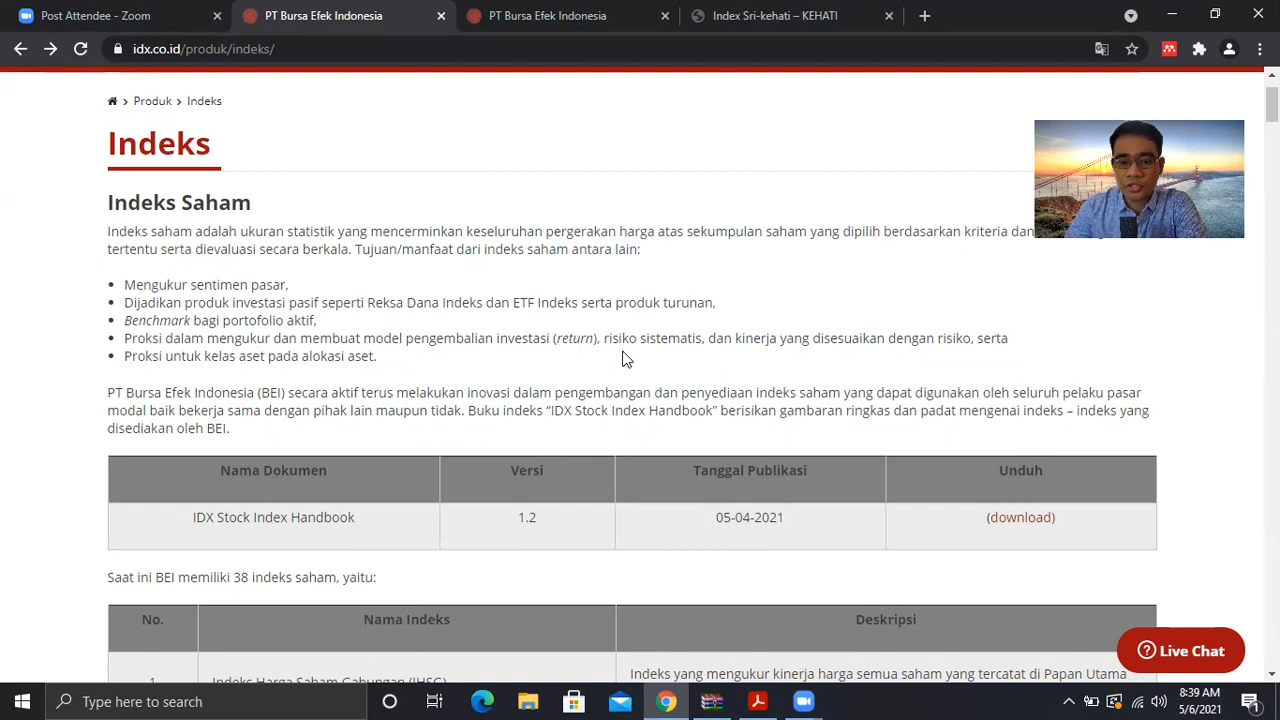 Post Attendee - Zoom
PT Bursa Efek Indonesia
PT Bursa Efek Indonesia
Index Sri-kehati – KEHATI
idx.co.id/produk/indeks/
Produk > Indeks
Indeks
Indeks Saham
Indeks saham adalah ukuran statistik yang mencerminkan keseluruhan pergerakan harga atas sekumpulan saham yang dipilih berdasarkan kriteria dan
tertentu serta dievaluasi secara berkala. Tujuan/manfaat dari indeks saham antara lain:
• Mengukur sentimen pasar,
• Dijadikan produk investasi pasif seperti Reksa Dana Indeks dan ETF Indeks serta produk turunan,
• Benchmark bagi portofolio aktif,
• Proksi dalam mengukur dan membuat model pengembalian investasi (return), risiko sistematis, dan kinerja yang disesuaikan dengan risiko, serta
• Proksi untuk kelas aset pada alokasi aset.
PT Bursa Efek Indonesia (BEI) secara aktif terus melakukan inovasi dalam pengembangan dan penyediaan indeks saham yang dapat digunakan oleh seluruh pelaku pasar
modal baik bekerja sama dengan pihak lain maupun tidak. Buku indeks “IDX Stock Index Handbook” berisikan gambaran ringkas dan padat mengenai indeks – indeks yang
disediakan oleh BEI.
Nama Dokumen Versi Tanggal Publikasi Unduh
IDX Stock Index Handbook 1.2 05-04-2021 (download)
Saat ini BEI memiliki 38 indeks saham, yaitu:
No. Nama Indeks Deskripsi
Indeks yang mengukur kinerja harga semua saham yang tercatat di Papan Utama
1 Indeks Harga Saham Gabungan (IHSG)
Live Chat
Type here to search
8:39 AM
5/6/2021
1